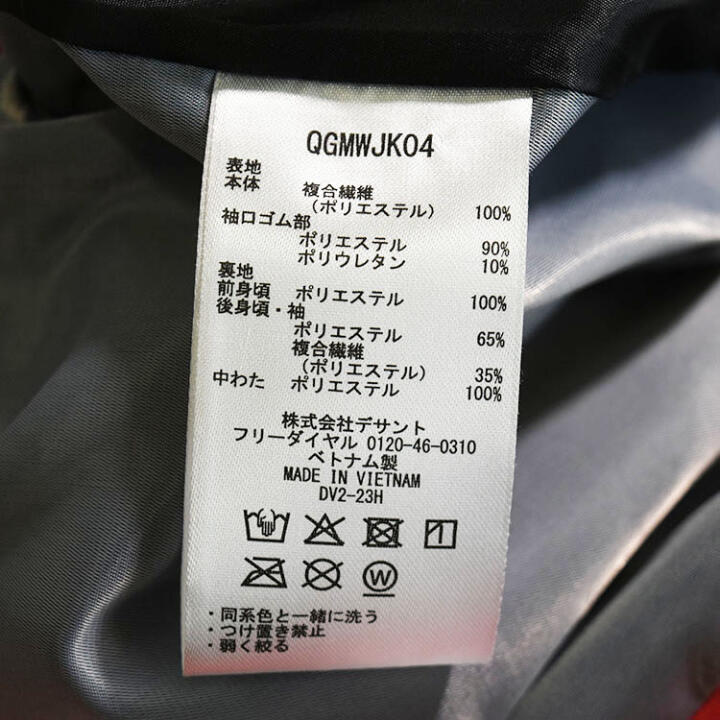 QGMWJK04
表地
本体 複合繊維
（ポリエステル） 100%
袖口ゴム部
ポリエステル 90%
ポリウレタン 10%
裏地
前身頃 ポリエステル 100%
後身頃・袖
ポリエステル 65%
複合繊維
（ポリエステル） 35%
中わた ポリエステル 100%
株式会社デサント
フリーダイヤル 0120-46-0310
ベトナム製
MADE IN VIETNAM
DV2-23H
W
・同系色と一緒に洗う
・つけ置き禁止
・弱く絞る